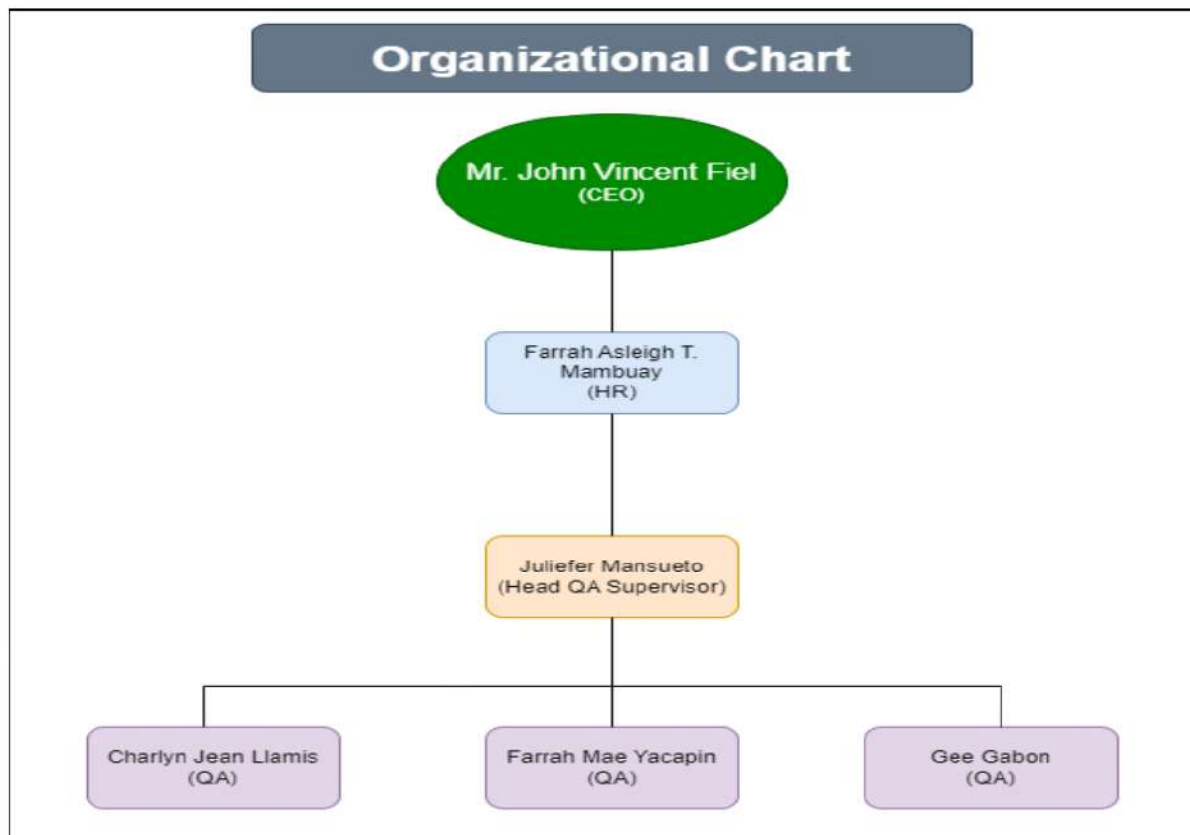 Organizational Chart
Mr. John Vincent Fiel
(CEO)
Farrah Asleigh T.
Mambuay
(HR)
Juliefer Mansueto
(Head QA Supervisor)
Charlyn Jean Llamis
(QA)
Farrah Mae Yacapin
(QA)
Gee Gabon
(QA)